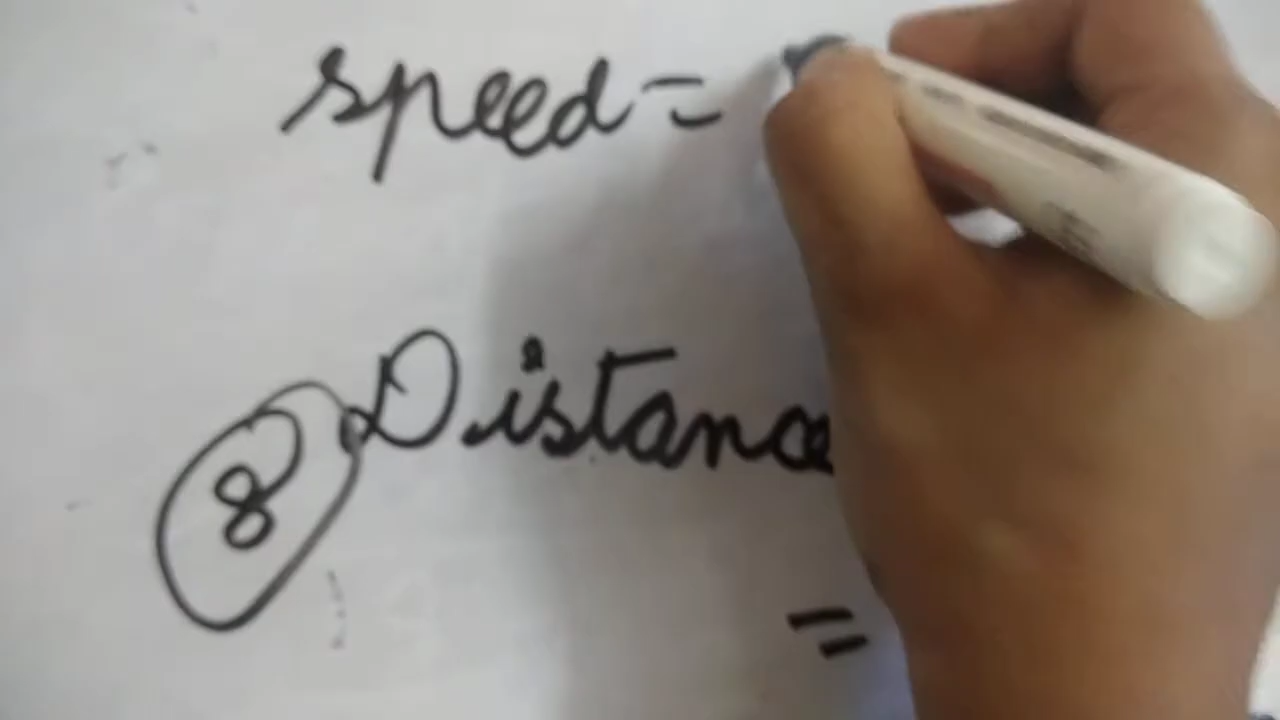 speed =
8 Distance
=